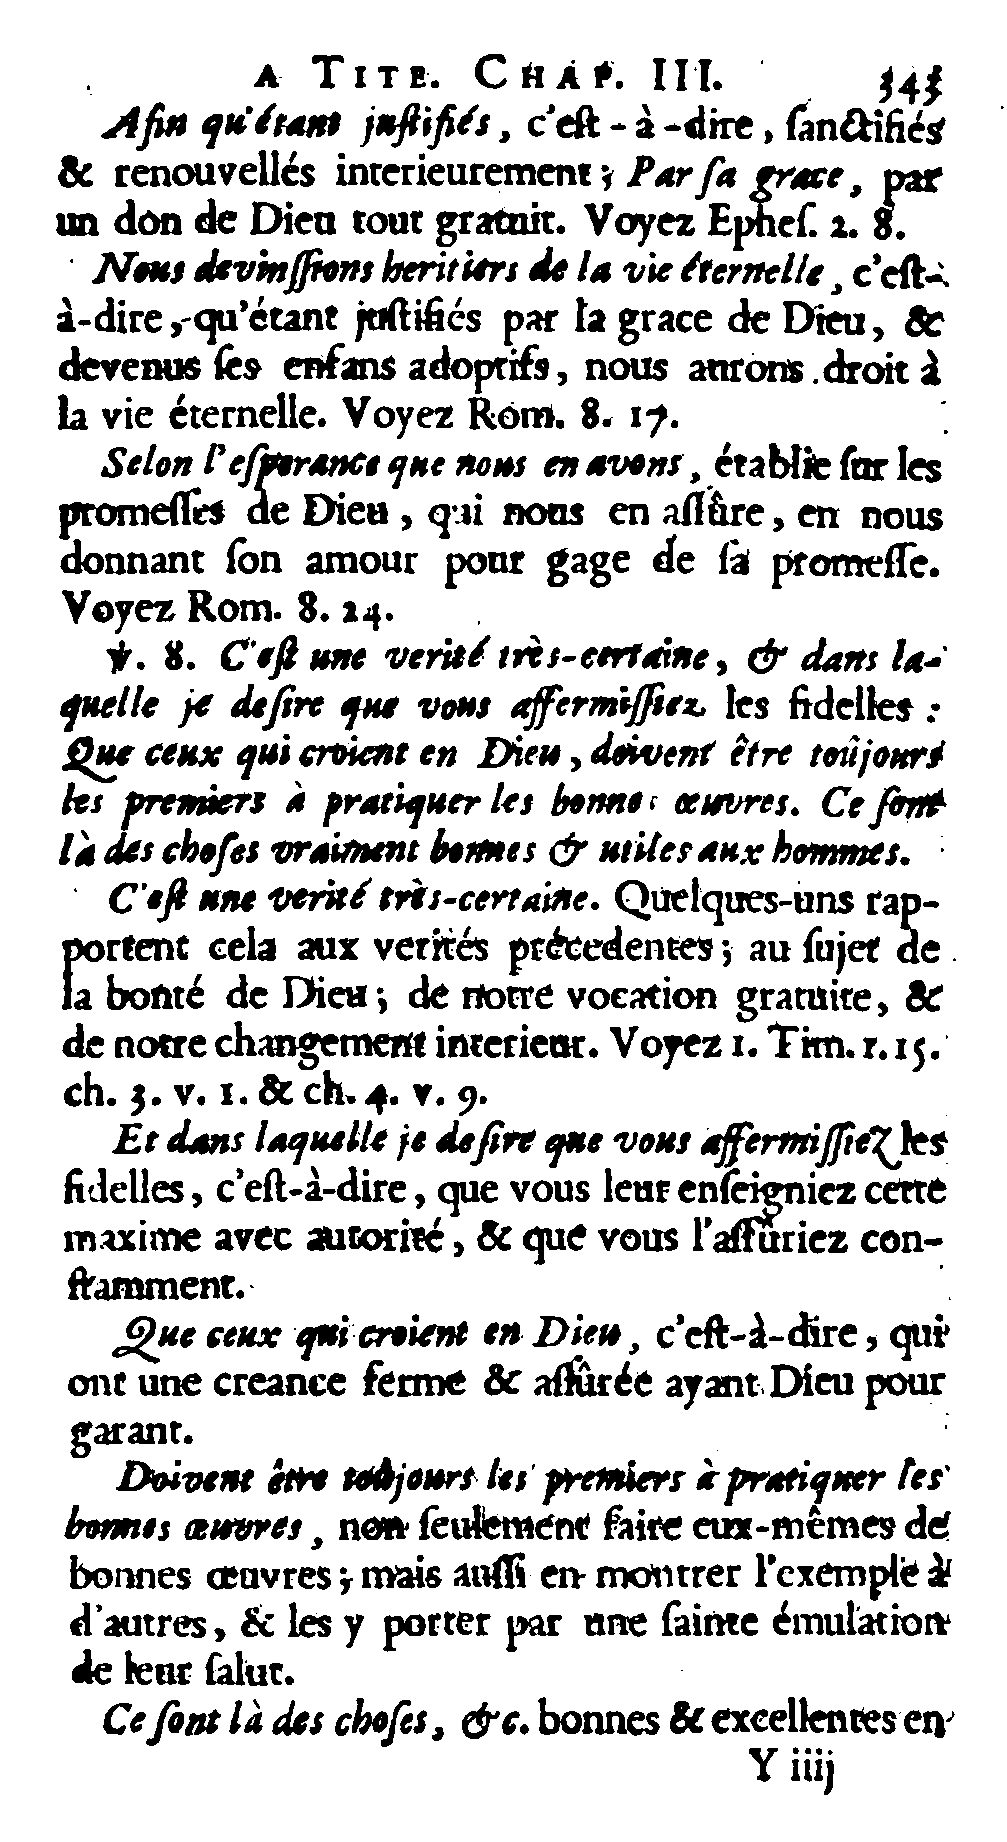 A TITE. CHAP. III. 343
Afin qu'étant juſtifiés, c'eſt-à-dire, ſanctifiés
& renouvellés interieurement; Par ſa grace, par
un don de Dieu tout gratuit. Voyez Epheſ. 2. 8.
Nous devinſſions heritiers de la vie éternelle, c'eſt-
à-dire, qu'étant juſtifiés par la grace de Dieu, &
devenus ſes enfans adoptifs, nous aurons droit à
la vie éternelle. Voyez Rom. 8. 17.
Selon l'eſperance que nous en avons, établie ſur les
promeſſes de Dieu, qui nous en aſſûre, en nous
donnant ſon amour pour gage de ſa promeſſe.
Voyez Rom. 8. 24.
℣. 8. C'eſt une verité très-certaine, & dans la-
quelle je deſire que vous affermiſſiez les fidelles:
Que ceux qui croient en Dieu, doivent être toûjours
les premiers à pratiquer les bonnes œuvres. Ce ſont
là des choſes vraiment bonnes & utiles aux hommes.
C'eſt une verité très-certaine. Quelques-uns rap-
portent cela aux verités précedentes; au ſujet de
la bonté de Dieu; de notre vocation gratuite, &
de notre changement interieur. Voyez 1. Tim. 1. 15.
ch. 3. v. 1. & ch. 4. v. 9.
Et dans laquelle je deſire que vous affermiſſiez les
fidelles, c'eſt-à-dire, que vous leur enſeigniez cette
maxime avec autorité, & que vous l'aſſûriez con-
ſtamment.
Que ceux qui croient en Dieu, c'eſt-à-dire, qui
ont une creance ferme & aſſûrée ayant Dieu pour
garant.
Doivent être toûjours les premiers à pratiquer les
bonnes œuvres, non ſeulement faire eux-mêmes de
bonnes œuvres; mais auſſi en montrer l'exemple à
d'autres, & les y porter par une ſainte émulation
de leur ſalut.
Ce ſont là des choſes, &c. bonnes & excellentes en
Y iiij